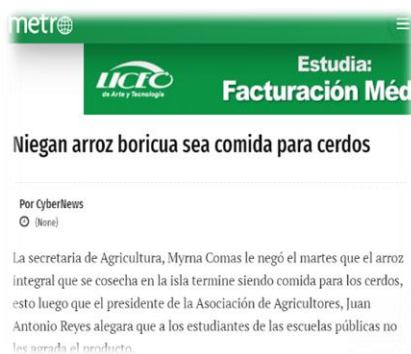 metro
LICEO
de Arte y Tecnología
Estudia:
Facturación Méd
Niegan arroz boricua sea comida para cerdos
Por CyberNews
(None)
La secretaria de Agricultura, Myrna Comas le negó el martes que el arroz
integral que se cosecha en la isla termine siendo comida para los cerdos,
esto luego que el presidente de la Asociación de Agricultores, Juan
Antonio Reyes alegara que a los estudiantes de las escuelas públicas no
les agrada el producto.